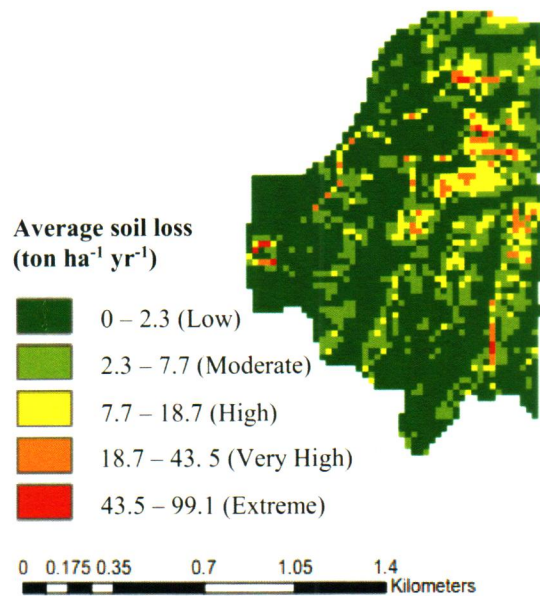 Average soil loss
(ton ha⁻¹ yr⁻¹)
0 – 2.3 (Low)
2.3 – 7.7 (Moderate)
7.7 – 18.7 (High)
18.7 – 43. 5 (Very High)
43.5 – 99.1 (Extreme)
0 0.175 0.35 0.7 1.05 1.4
Kilometers